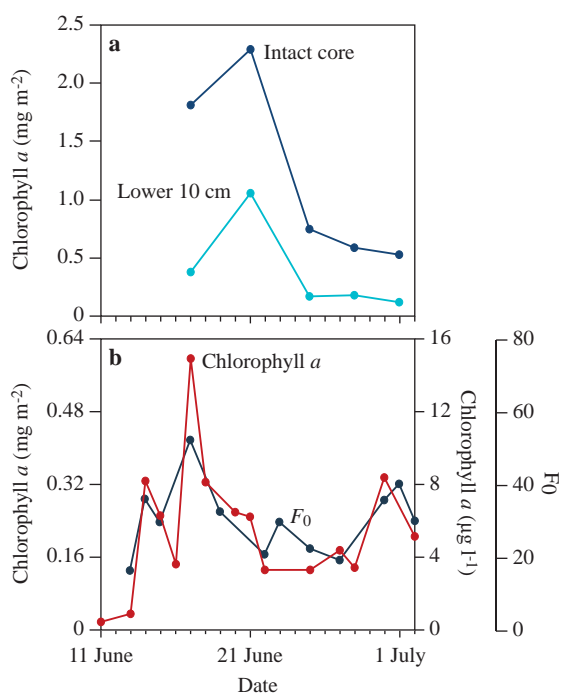 2.5
a
Intact core
2.0
1.5
Lower 10 cm
1.0
0.5
0
Chlorophyll a (mg m-2)
0.64
b
Chlorophyll a
16
80
0.48
12
60
0.32
8
40
F0
0.16
4
20
0
0
0
Chlorophyll a (mg m-2)
Chlorophyll a (µg l-1)
F0
11 June
21 June
1 July
Date